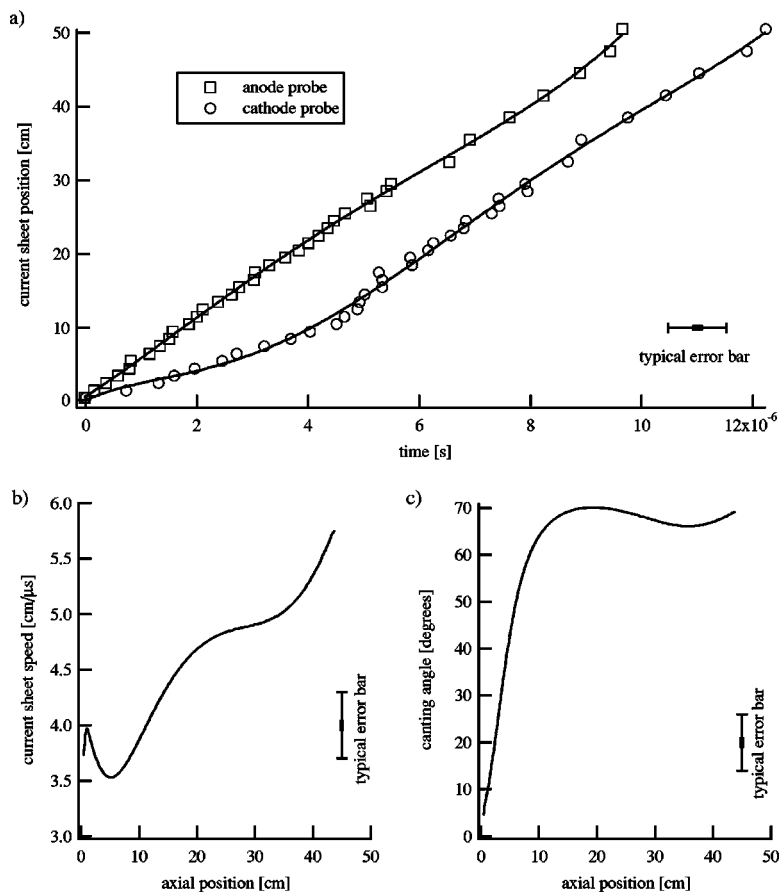 a)
50
40
30
20
10
0
current sheet position [cm]
anode probe
cathode probe
typical error bar
0 2 4 6 8 10 12x10-6
time [s]
b)
6.0
5.5
5.0
4.5
4.0
3.5
3.0
current sheet speed [cm/µs]
typical error bar
0 10 20 30 40 50
axial position [cm]
c)
70
60
50
40
30
20
10
0
canting angle [degrees]
typical error bar
0 10 20 30 40 50
axial position [cm]